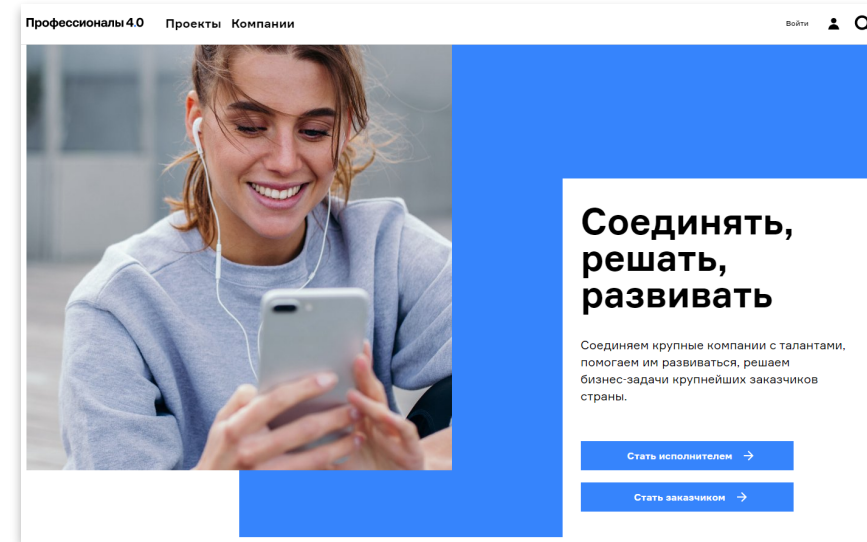 Профессионалы 4.0 Проекты Компании Войти
Соединять,
решать,
развивать
Соединяем крупные компании с талантами,
помогаем им развиваться, решаем
бизнес-задачи крупнейших заказчиков
страны.
Стать исполнителем →
Стать заказчиком →